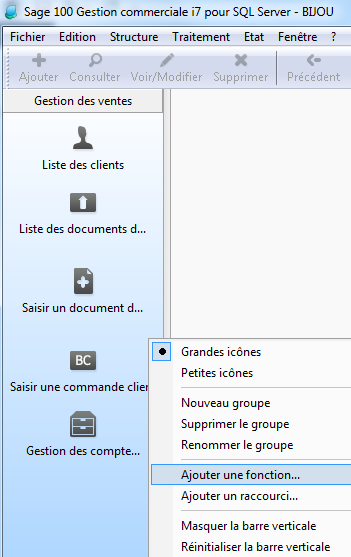 Sage 100 Gestion commerciale i7 pour SQL Server - BIJOU
Fichier Edition Structure Traitement Etat Fenêtre ?
Ajouter Consulter Voir/Modifier Supprimer Précédent
Gestion des ventes
Liste des clients
Liste des documents d...
Saisir un document d...
BC
Saisir une commande clien
Gestion des compte...
Grandes icônes
Petites icônes
Nouveau groupe
Supprimer le groupe
Renommer le groupe
Ajouter une fonction...
Ajouter un raccourci...
Masquer la barre verticale
Réinitialiser la barre verticale